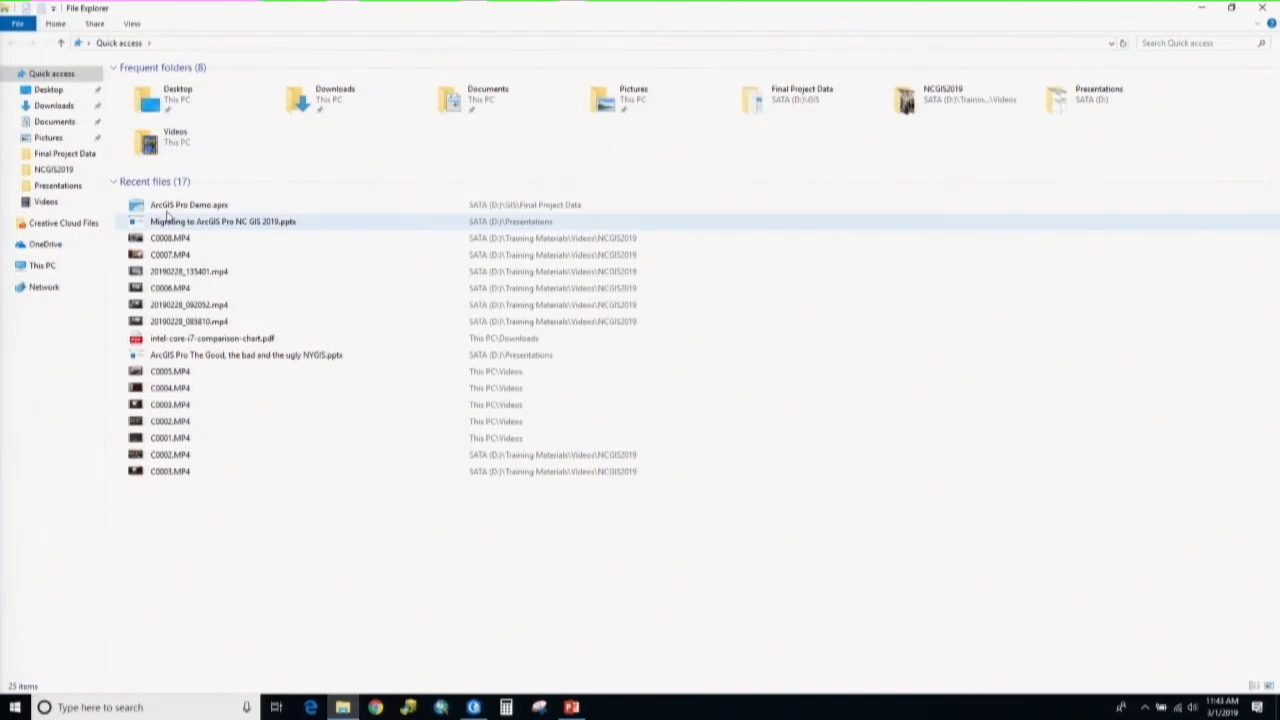 File Explorer
File Home Share View
Quick access
Search Quick access
Quick access
Desktop
Downloads
Documents
Pictures
Final Project Data
NCGIS2019
Presentations
Videos
Creative Cloud Files
OneDrive
This PC
Network
Frequent folders (8)
Desktop
This PC
Downloads
This PC
Documents
This PC
Pictures
This PC
Final Project Data
SATA (D:)\GIS
NCGIS2019
SATA (D:)\Trainin...\Videos
Presentations
SATA (D:)
Videos
This PC
Recent files (17)
ArcGIS Pro Demo.aprx SATA (D:)\GIS\Final Project Data
Migrating to ArcGIS Pro NC GIS 2019.pptx SATA (D:)\Presentations
C0008.MP4 SATA (D:)\Training Materials\Videos\NCGIS2019
C0007.MP4 SATA (D:)\Training Materials\Videos\NCGIS2019
20190228_135401.mp4 SATA (D:)\Training Materials\Videos\NCGIS2019
C0006.MP4 SATA (D:)\Training Materials\Videos\NCGIS2019
20190228_092052.mp4 SATA (D:)\Training Materials\Videos\NCGIS2019
20190228_085810.mp4 SATA (D:)\Training Materials\Videos\NCGIS2019
intel-core-i7-comparison-chart.pdf This PC\Downloads
ArcGIS Pro The Good, the bad and the ugly NYGIS.pptx SATA (D:)\Presentations
C0005.MP4 This PC\Videos
C0004.MP4 This PC\Videos
C0003.MP4 This PC\Videos
C0002.MP4 This PC\Videos
C0001.MP4 This PC\Videos
C0002.MP4 SATA (D:)\Training Materials\Videos\NCGIS2019
C0003.MP4 SATA (D:)\Training Materials\Videos\NCGIS2019
25 items
Type here to search
11:43 AM
3/1/2019